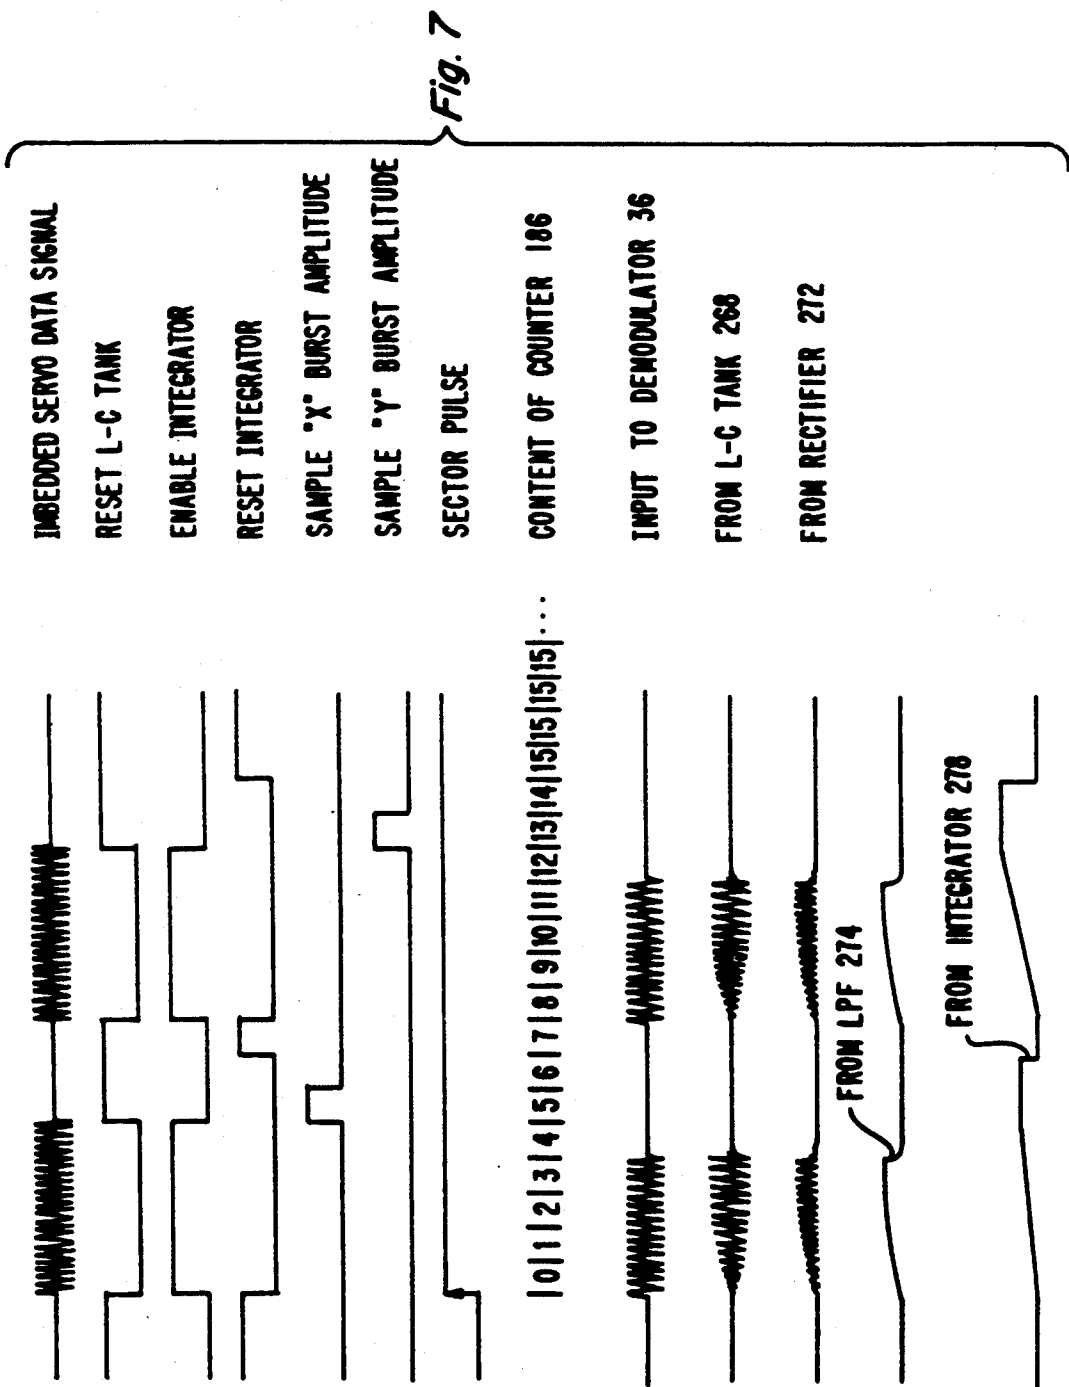 IMBEDDED SERVO DATA SIGNAL
RESET L-C TANK
ENABLE INTEGRATOR
RESET INTEGRATOR
SAMPLE "X" BURST AMPLITUDE
SAMPLE "Y" BURST AMPLITUDE
SECTOR PULSE
|0|1|2|3|4|5|6|7|8|9|10|11|12|13|14|15|15|15|15|... CONTENT OF COUNTER 186
INPUT TO DEMODULATOR 36
FROM L-C TANK 268
FROM RECTIFIER 272
FROM LPF 274
FROM INTEGRATOR 278
Fig. 7